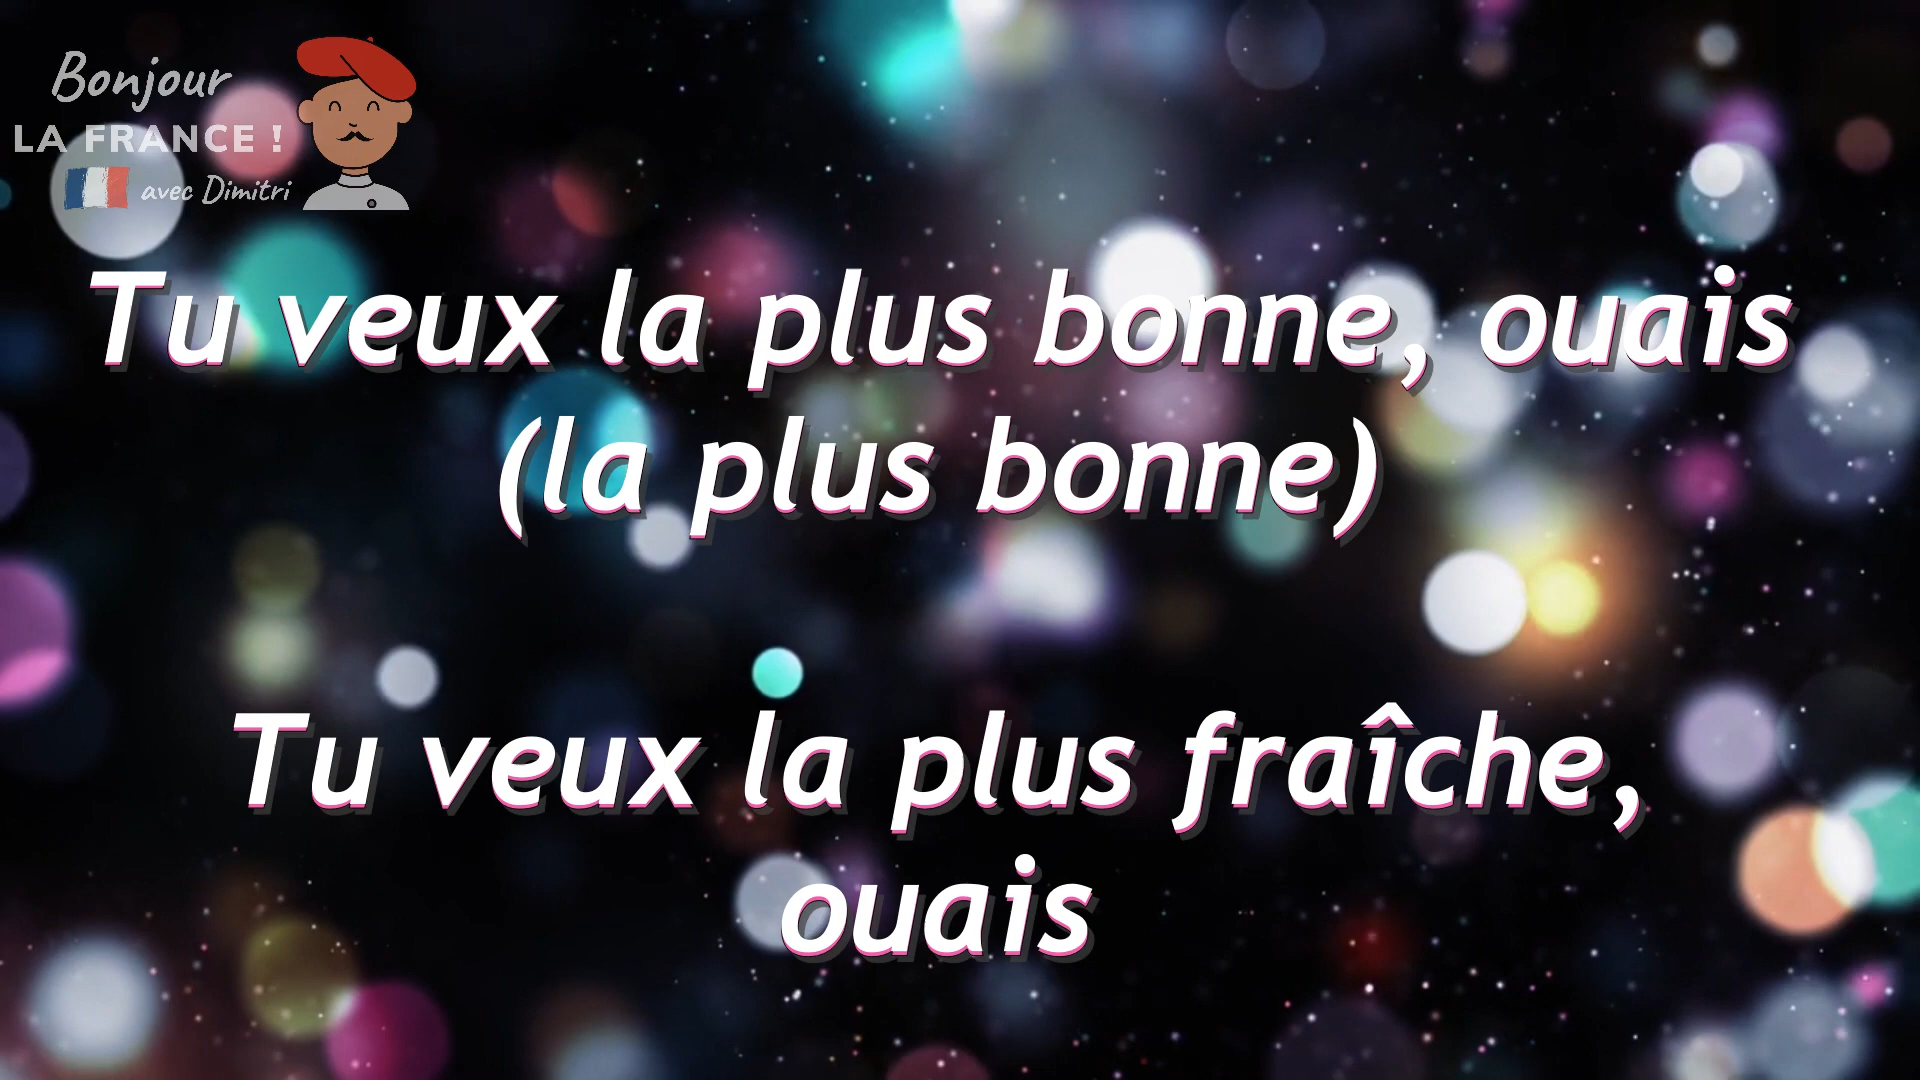 Bonjour
LA FRANCE !
avec Dimitri
Tu veux la plus bonne, ouais
(la plus bonne)
Tu veux la plus fraîche,
ouais